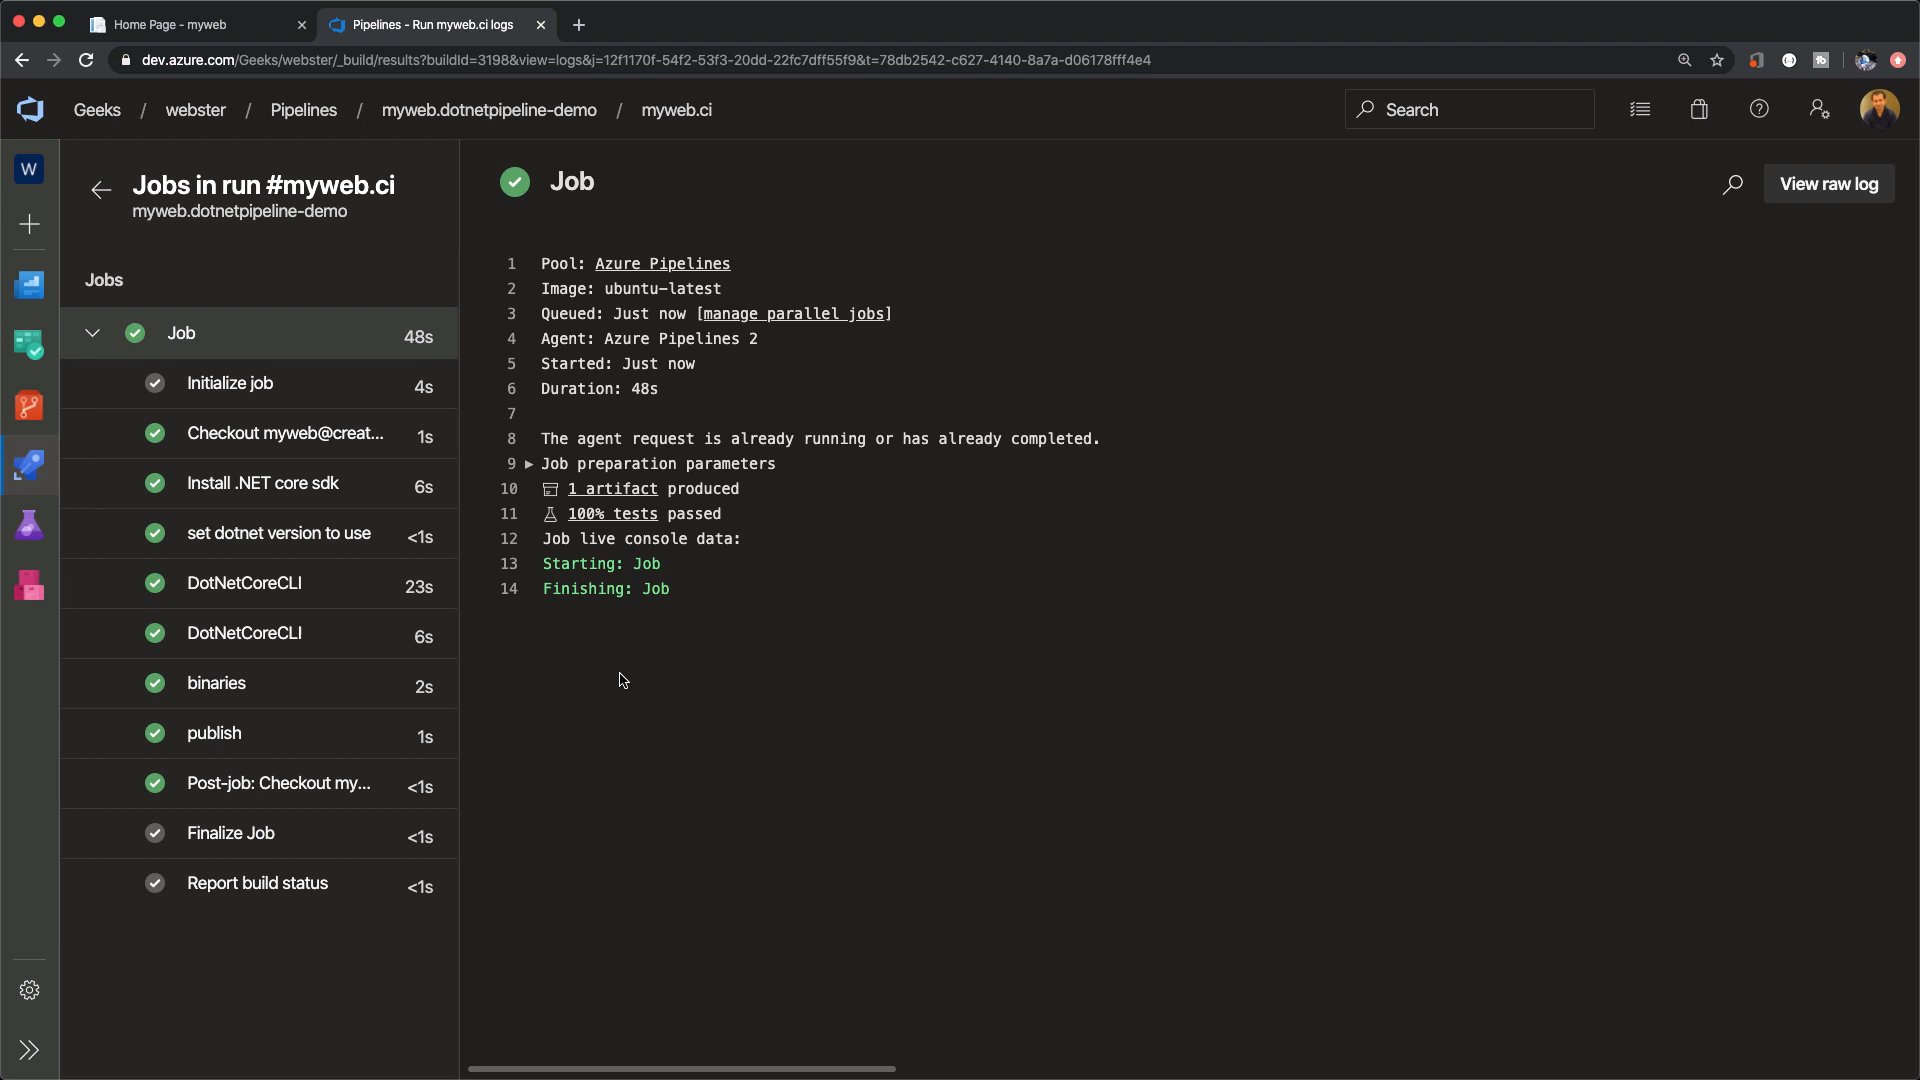 Home Page - myweb
Pipelines - Run myweb.ci logs
dev.azure.com/Geeks/webster/_build/results?buildId=3198&view=logs&j=12f1170f-54f2-53f3-20dd-22fc7dff55f9&t=78db2542-c627-4140-8a7a-d06178fff4e4
tb
Geeks / webster / Pipelines / myweb.dotnetpipeline-demo / myweb.ci
Search
W
Jobs in run #myweb.ci
myweb.dotnetpipeline-demo
Jobs
Job 48s
Initialize job 4s
Checkout myweb@creat... 1s
Install .NET core sdk 6s
set dotnet version to use <1s
DotNetCoreCLI 23s
DotNetCoreCLI 6s
binaries 2s
publish 1s
Post-job: Checkout my... <1s
Finalize Job <1s
Report build status <1s
Job
View raw log
1 Pool: Azure Pipelines
2 Image: ubuntu-latest
3 Queued: Just now [manage parallel jobs]
4 Agent: Azure Pipelines 2
5 Started: Just now
6 Duration: 48s
7
8 The agent request is already running or has already completed.
9 Job preparation parameters
10 1 artifact produced
11 100% tests passed
12 Job live console data:
13 Starting: Job
14 Finishing: Job